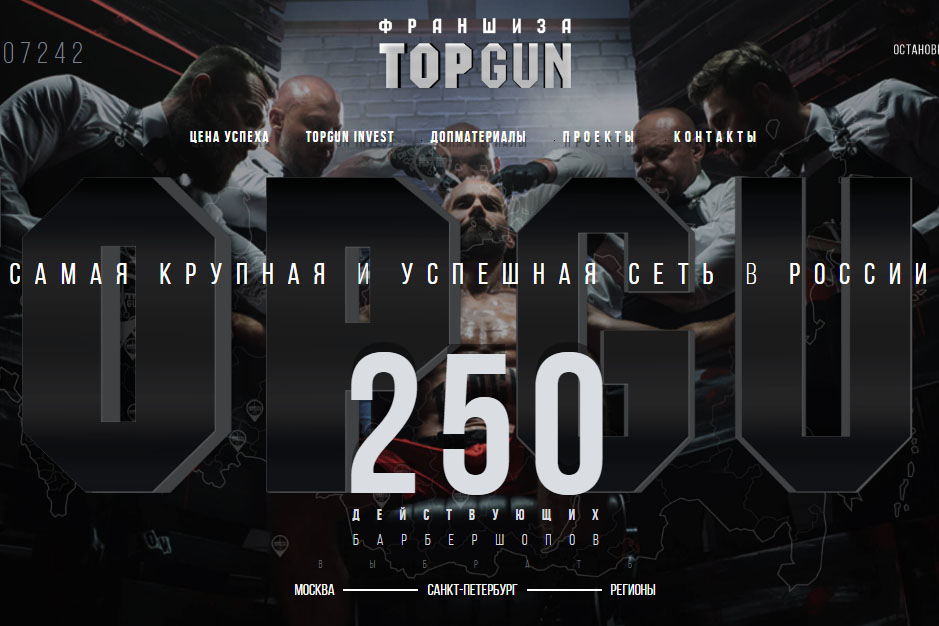 ФРАНШИЗА
TOPGUN
07242
ОСТАНОВ
ЦЕНА УСПЕХА TOPGUN INVEST ДОПМАТЕРИАЛЫ ПРОЕКТЫ КОНТАКТЫ
OPGU
САМАЯ КРУПНАЯ И УСПЕШНАЯ СЕТЬ В РОССИИ
250
ДЕЙСТВУЮЩИХ
БАРБЕРШОПОВ
ВЫБРАТЬ
МОСКВА САНКТ-ПЕТЕРБУРГ РЕГИОНЫ